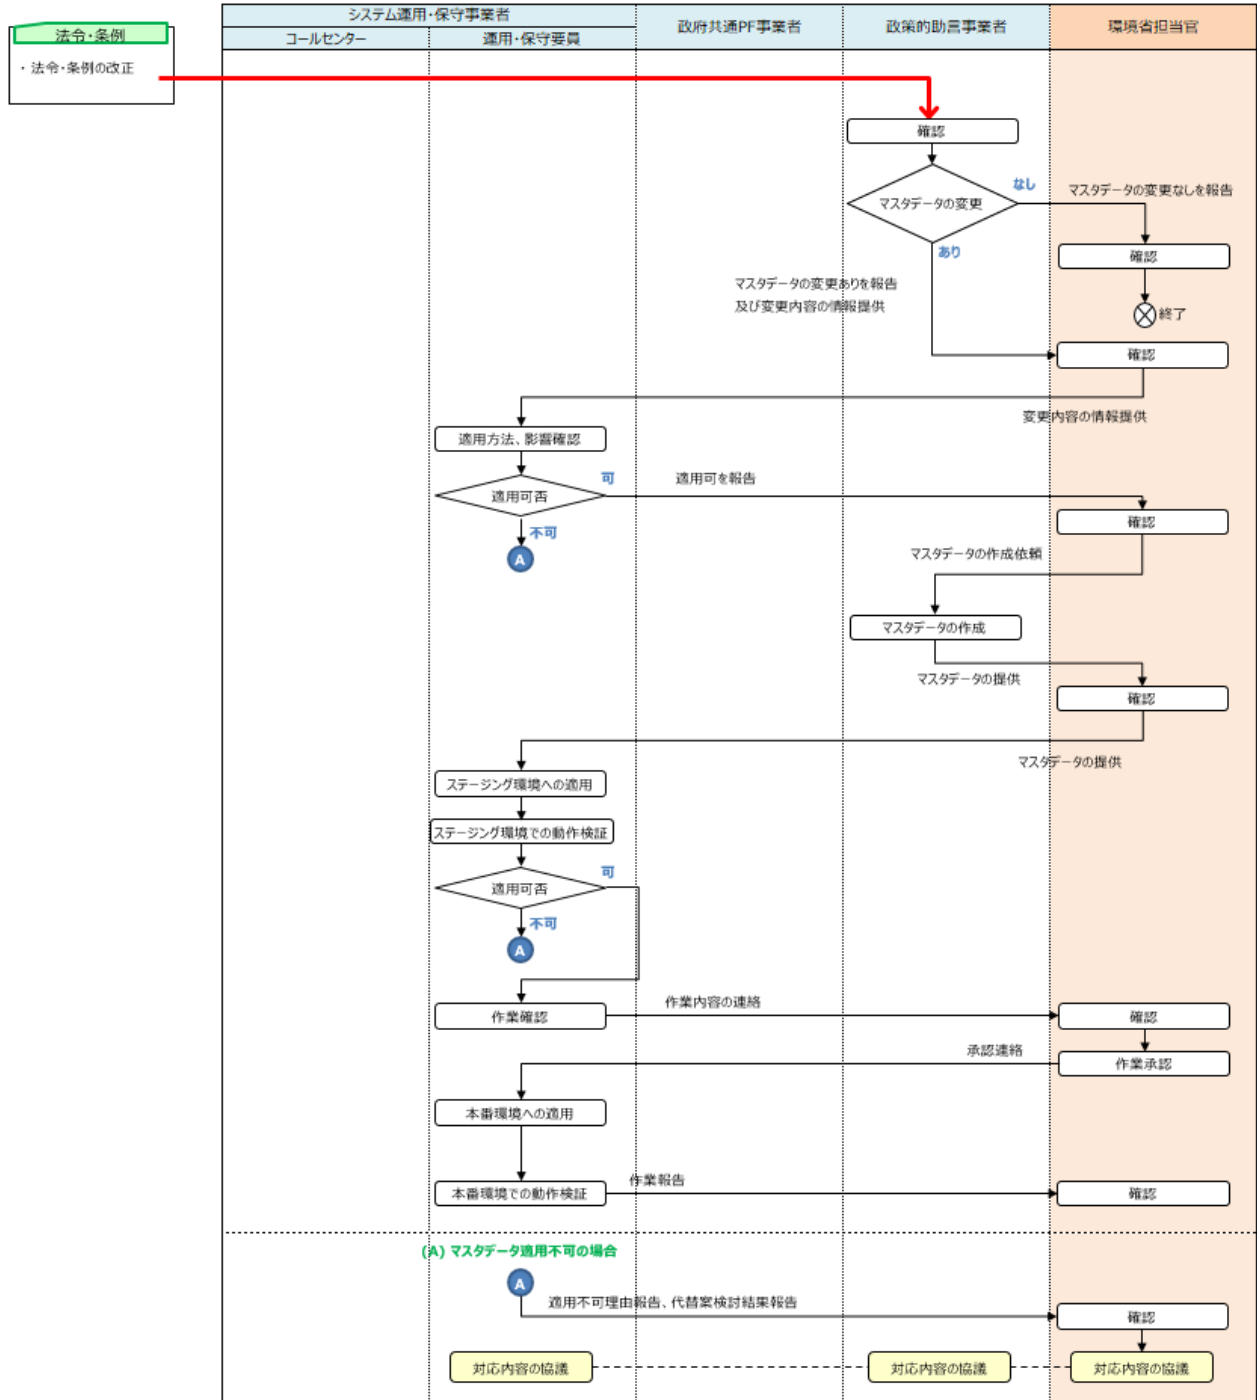 システム運用・保守事業者
政府共通PF事業者
政策的助言事業者
環境省担当官
コールセンター
運用・保守要員
法令・条例
・法令・条例の改正
確認
マスタデータの変更
なし
マスタデータの変更なしを報告
確認
あり
マスタデータの変更ありを報告
及び変更内容の情報提供
終了
確認
変更内容の情報提供
適用方法、影響確認
適用可否
可
適用可を報告
確認
不可
A
マスタデータの作成依頼
マスタデータの作成
マスタデータの提供
確認
マスタデータの提供
ステージング環境への適用
ステージング環境での動作検証
適用可否
可
不可
A
作業確認
作業内容の連絡
確認
承認連絡
作業承認
本番環境への適用
本番環境での動作検証
作業報告
確認
(A) マスタデータ適用不可の場合
A
適用不可理由報告、代替案検討結果報告
確認
対応内容の協議
対応内容の協議
対応内容の協議